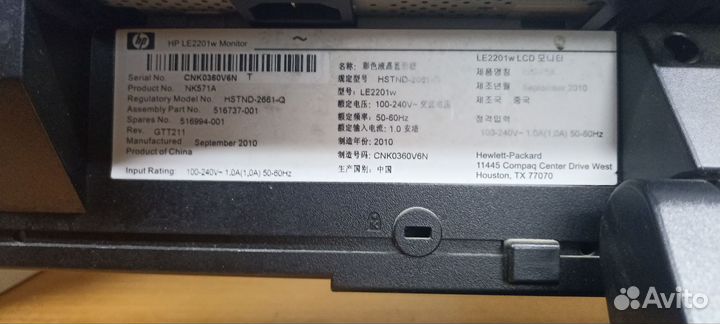 hp HP LE2201w Monitor ~
Serial No. CNK0360V6N T
Product No. NK571A
Regulatory Model No. HSTND-2661-Q
Assembly Part No. 516737-001
Spares No. 516994-001
Rev. GTT211
Manufactured September 2010
Product of China
Input Rating: 100-240V~ 1.0A(1,0A) 50-60Hz
名称: 彩色液晶显
规定型号: HSTND-2661-Q
型号: LE2201w
额定电压: 100-240V~
额定频率: 50-60Hz
额定输入电流: 1.0 安培
制造年份: 2010
制造号码: CNK0360V6N
生产国别: 中国
LE2201w LCD 모니터
제품명칭
제조년월 September 2010
제조국 중국
정격입력
100-240V~ 1.0A(1,0A) 50-60Hz
Hewlett-Packard
11445 Compaq Center Drive West
Houston, TX 77070
Avito